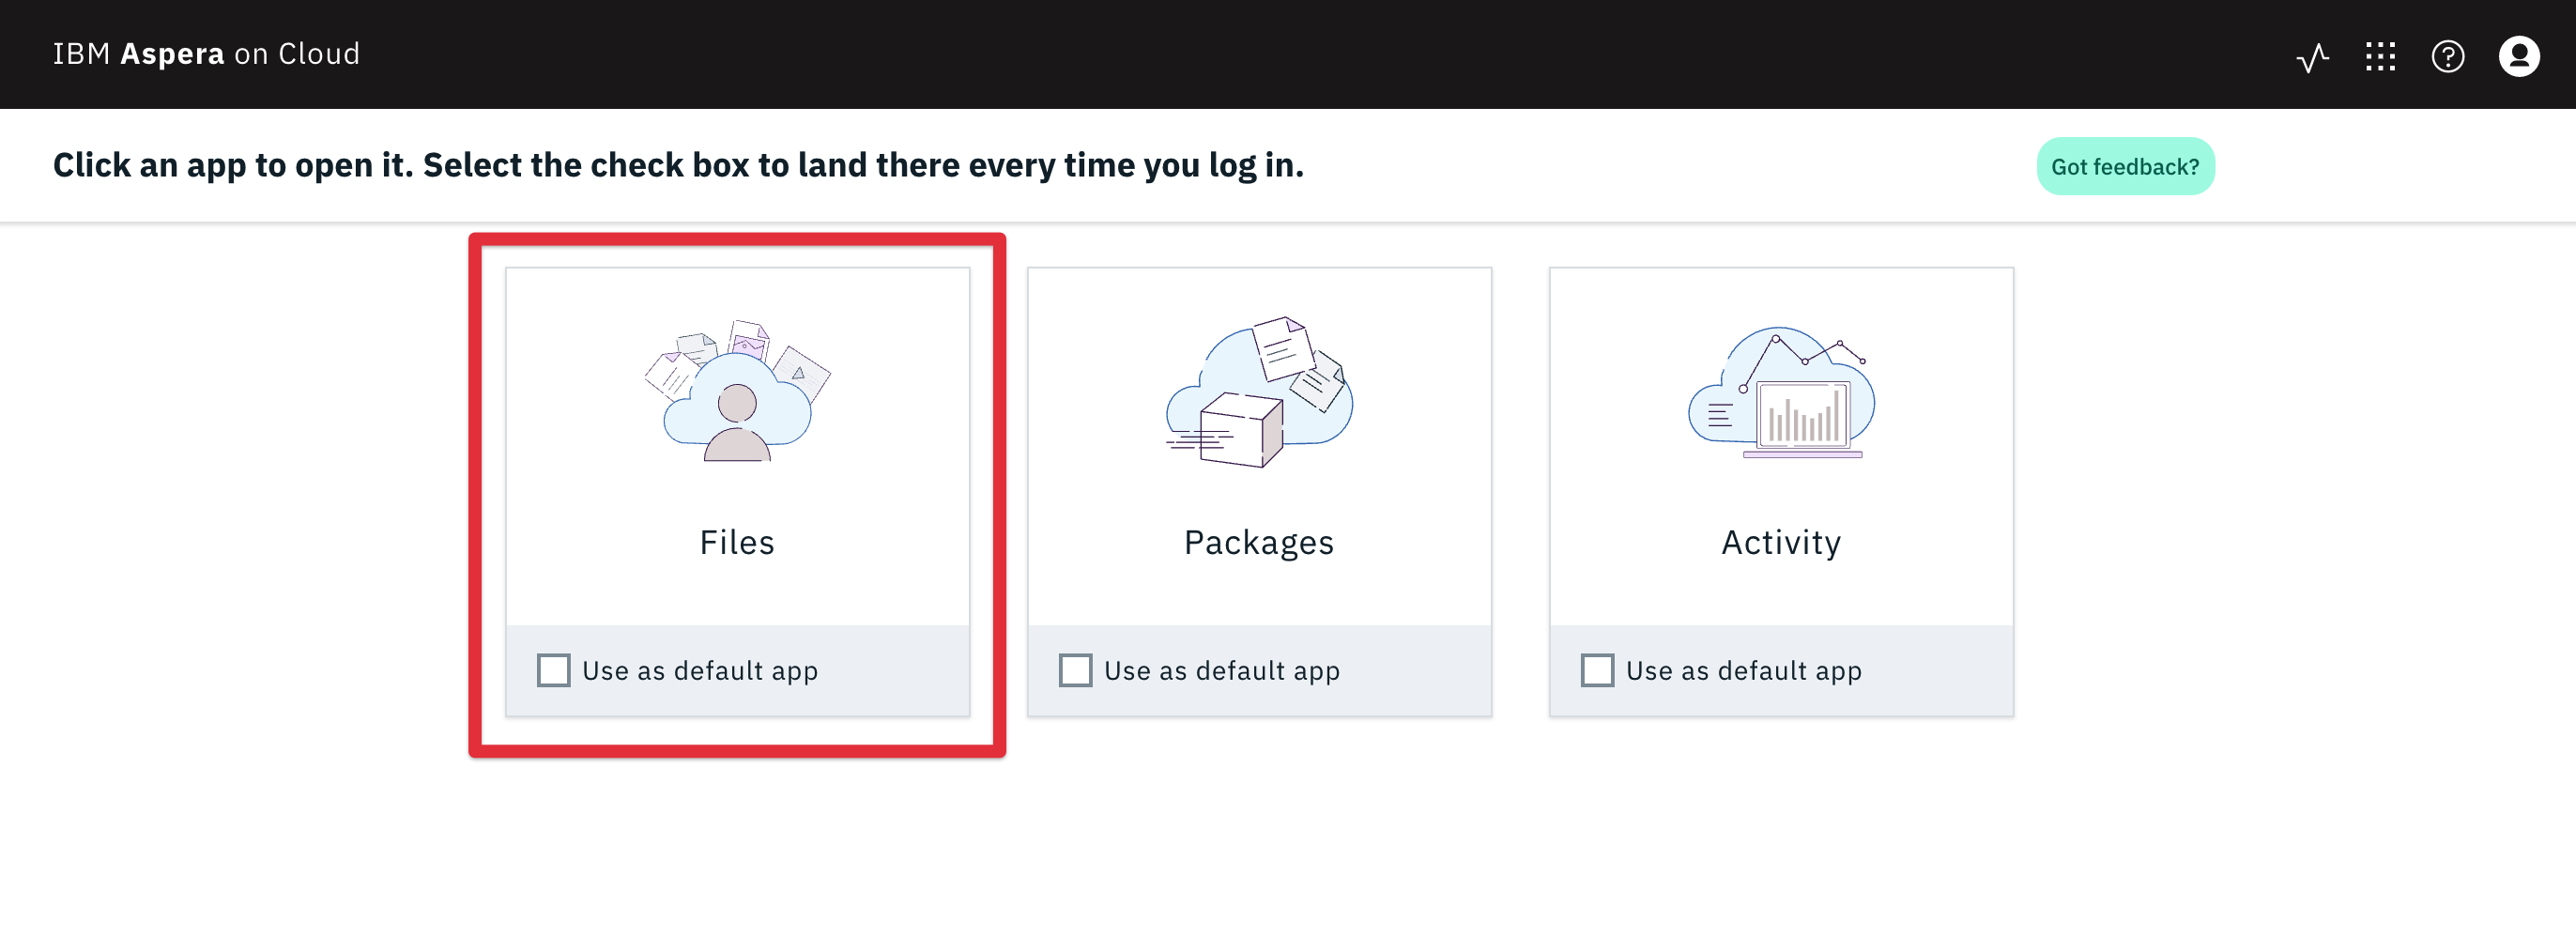 IBM Aspera on Cloud
Click an app to open it. Select the check box to land there every time you log in.
Got feedback?
Files
Packages
Activity
Use as default app
Use as default app
Use as default app